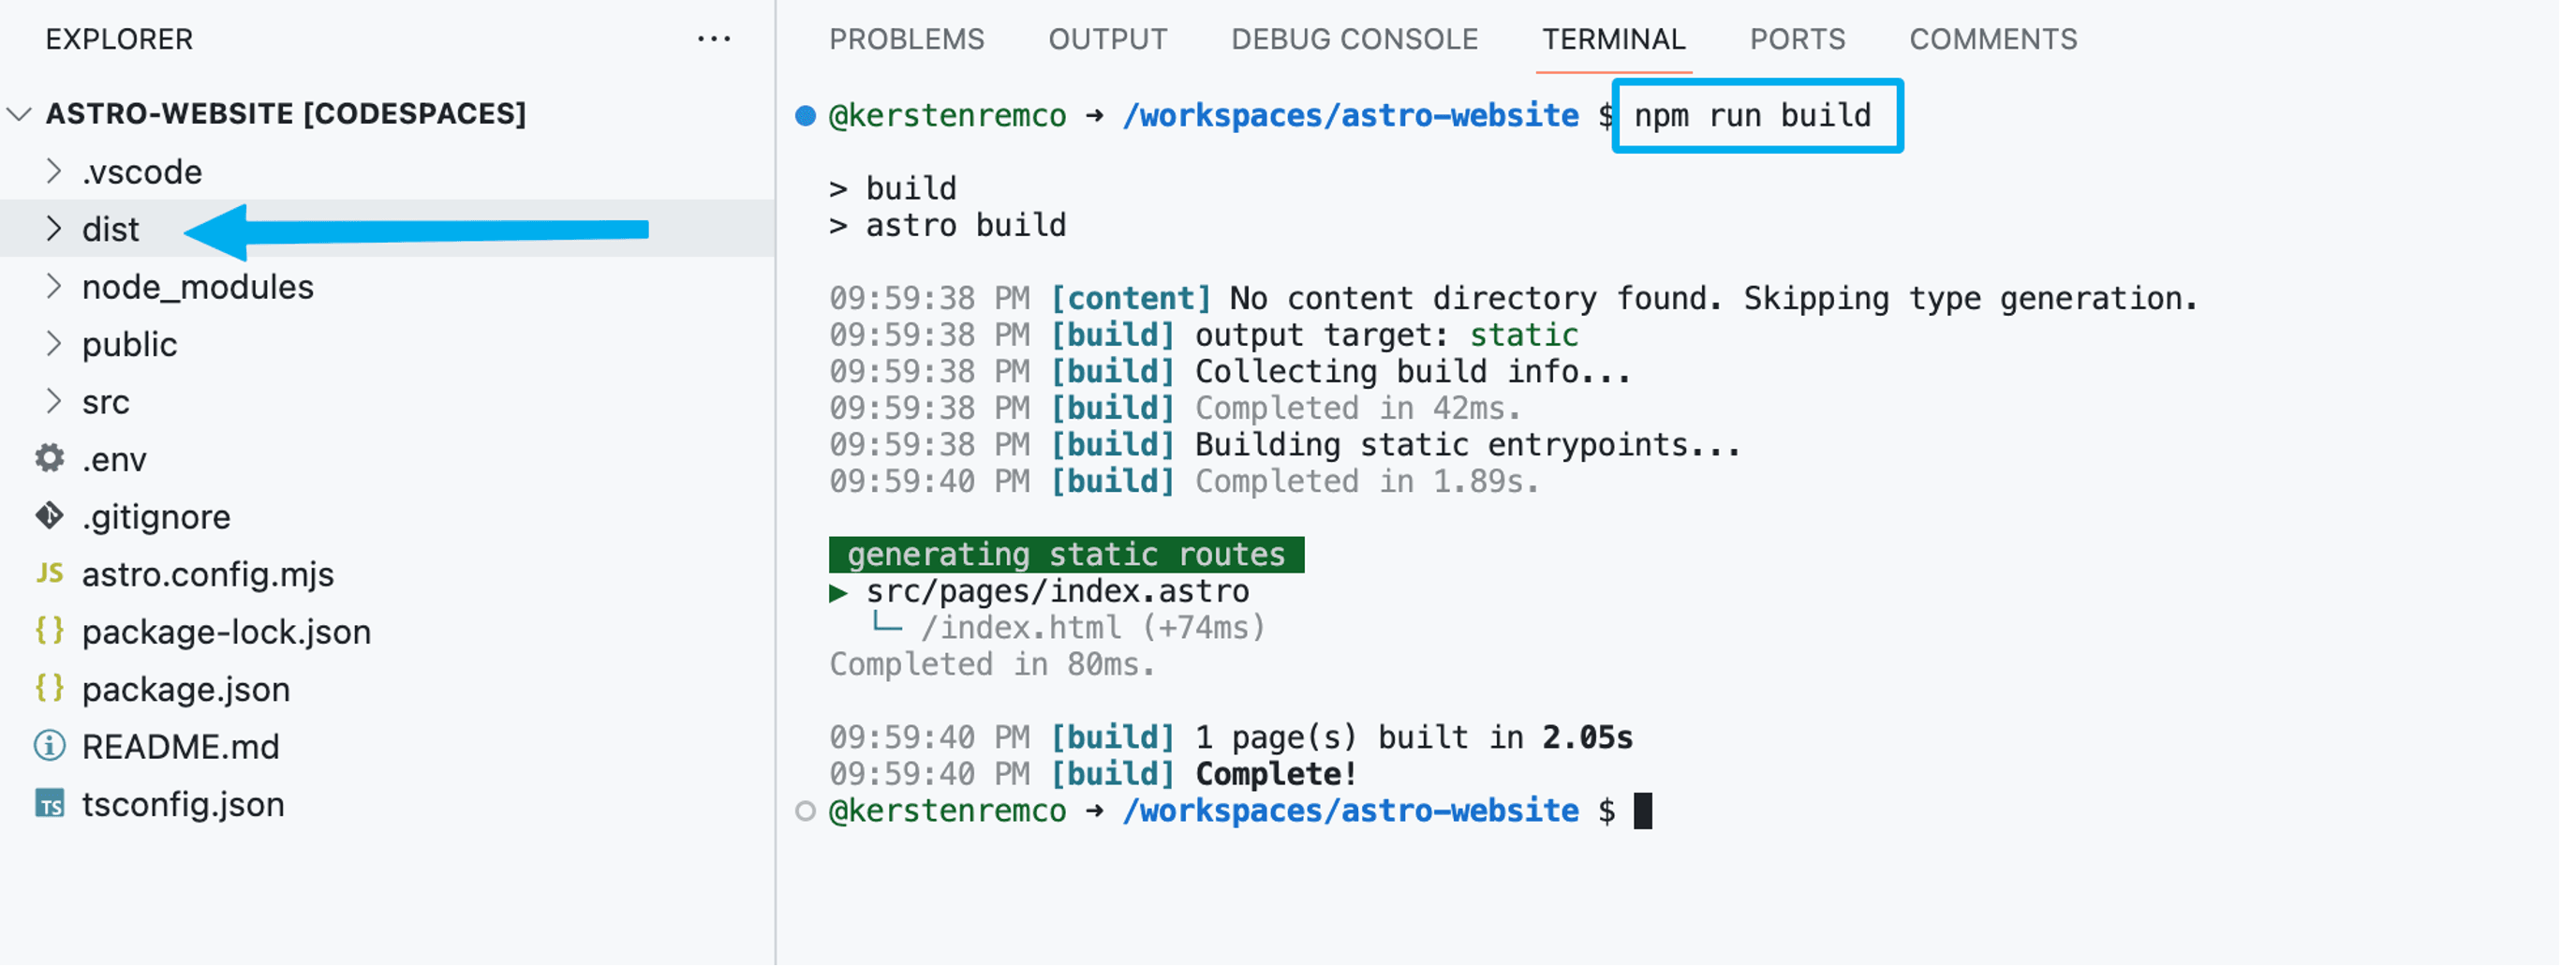 EXPLORER
ASTRO-WEBSITE [CODESPACES]
.vscode
dist
node_modules
public
src
.env
.gitignore
JS astro.config.mjs
{} package-lock.json
{} package.json
README.md
TS tsconfig.json
PROBLEMS OUTPUT DEBUG CONSOLE TERMINAL PORTS COMMENTS
@kerstenremco ➜ /workspaces/astro-website $ npm run build
> build
> astro build
09:59:38 PM [content] No content directory found. Skipping type generation.
09:59:38 PM [build] output target: static
09:59:38 PM [build] Collecting build info...
09:59:38 PM [build] Completed in 42ms.
09:59:38 PM [build] Building static entrypoints...
09:59:40 PM [build] Completed in 1.89s.
generating static routes
▶ src/pages/index.astro
└─ /index.html (+74ms)
Completed in 80ms.
09:59:40 PM [build] 1 page(s) built in 2.05s
09:59:40 PM [build] Complete!
@kerstenremco ➜ /workspaces/astro-website $